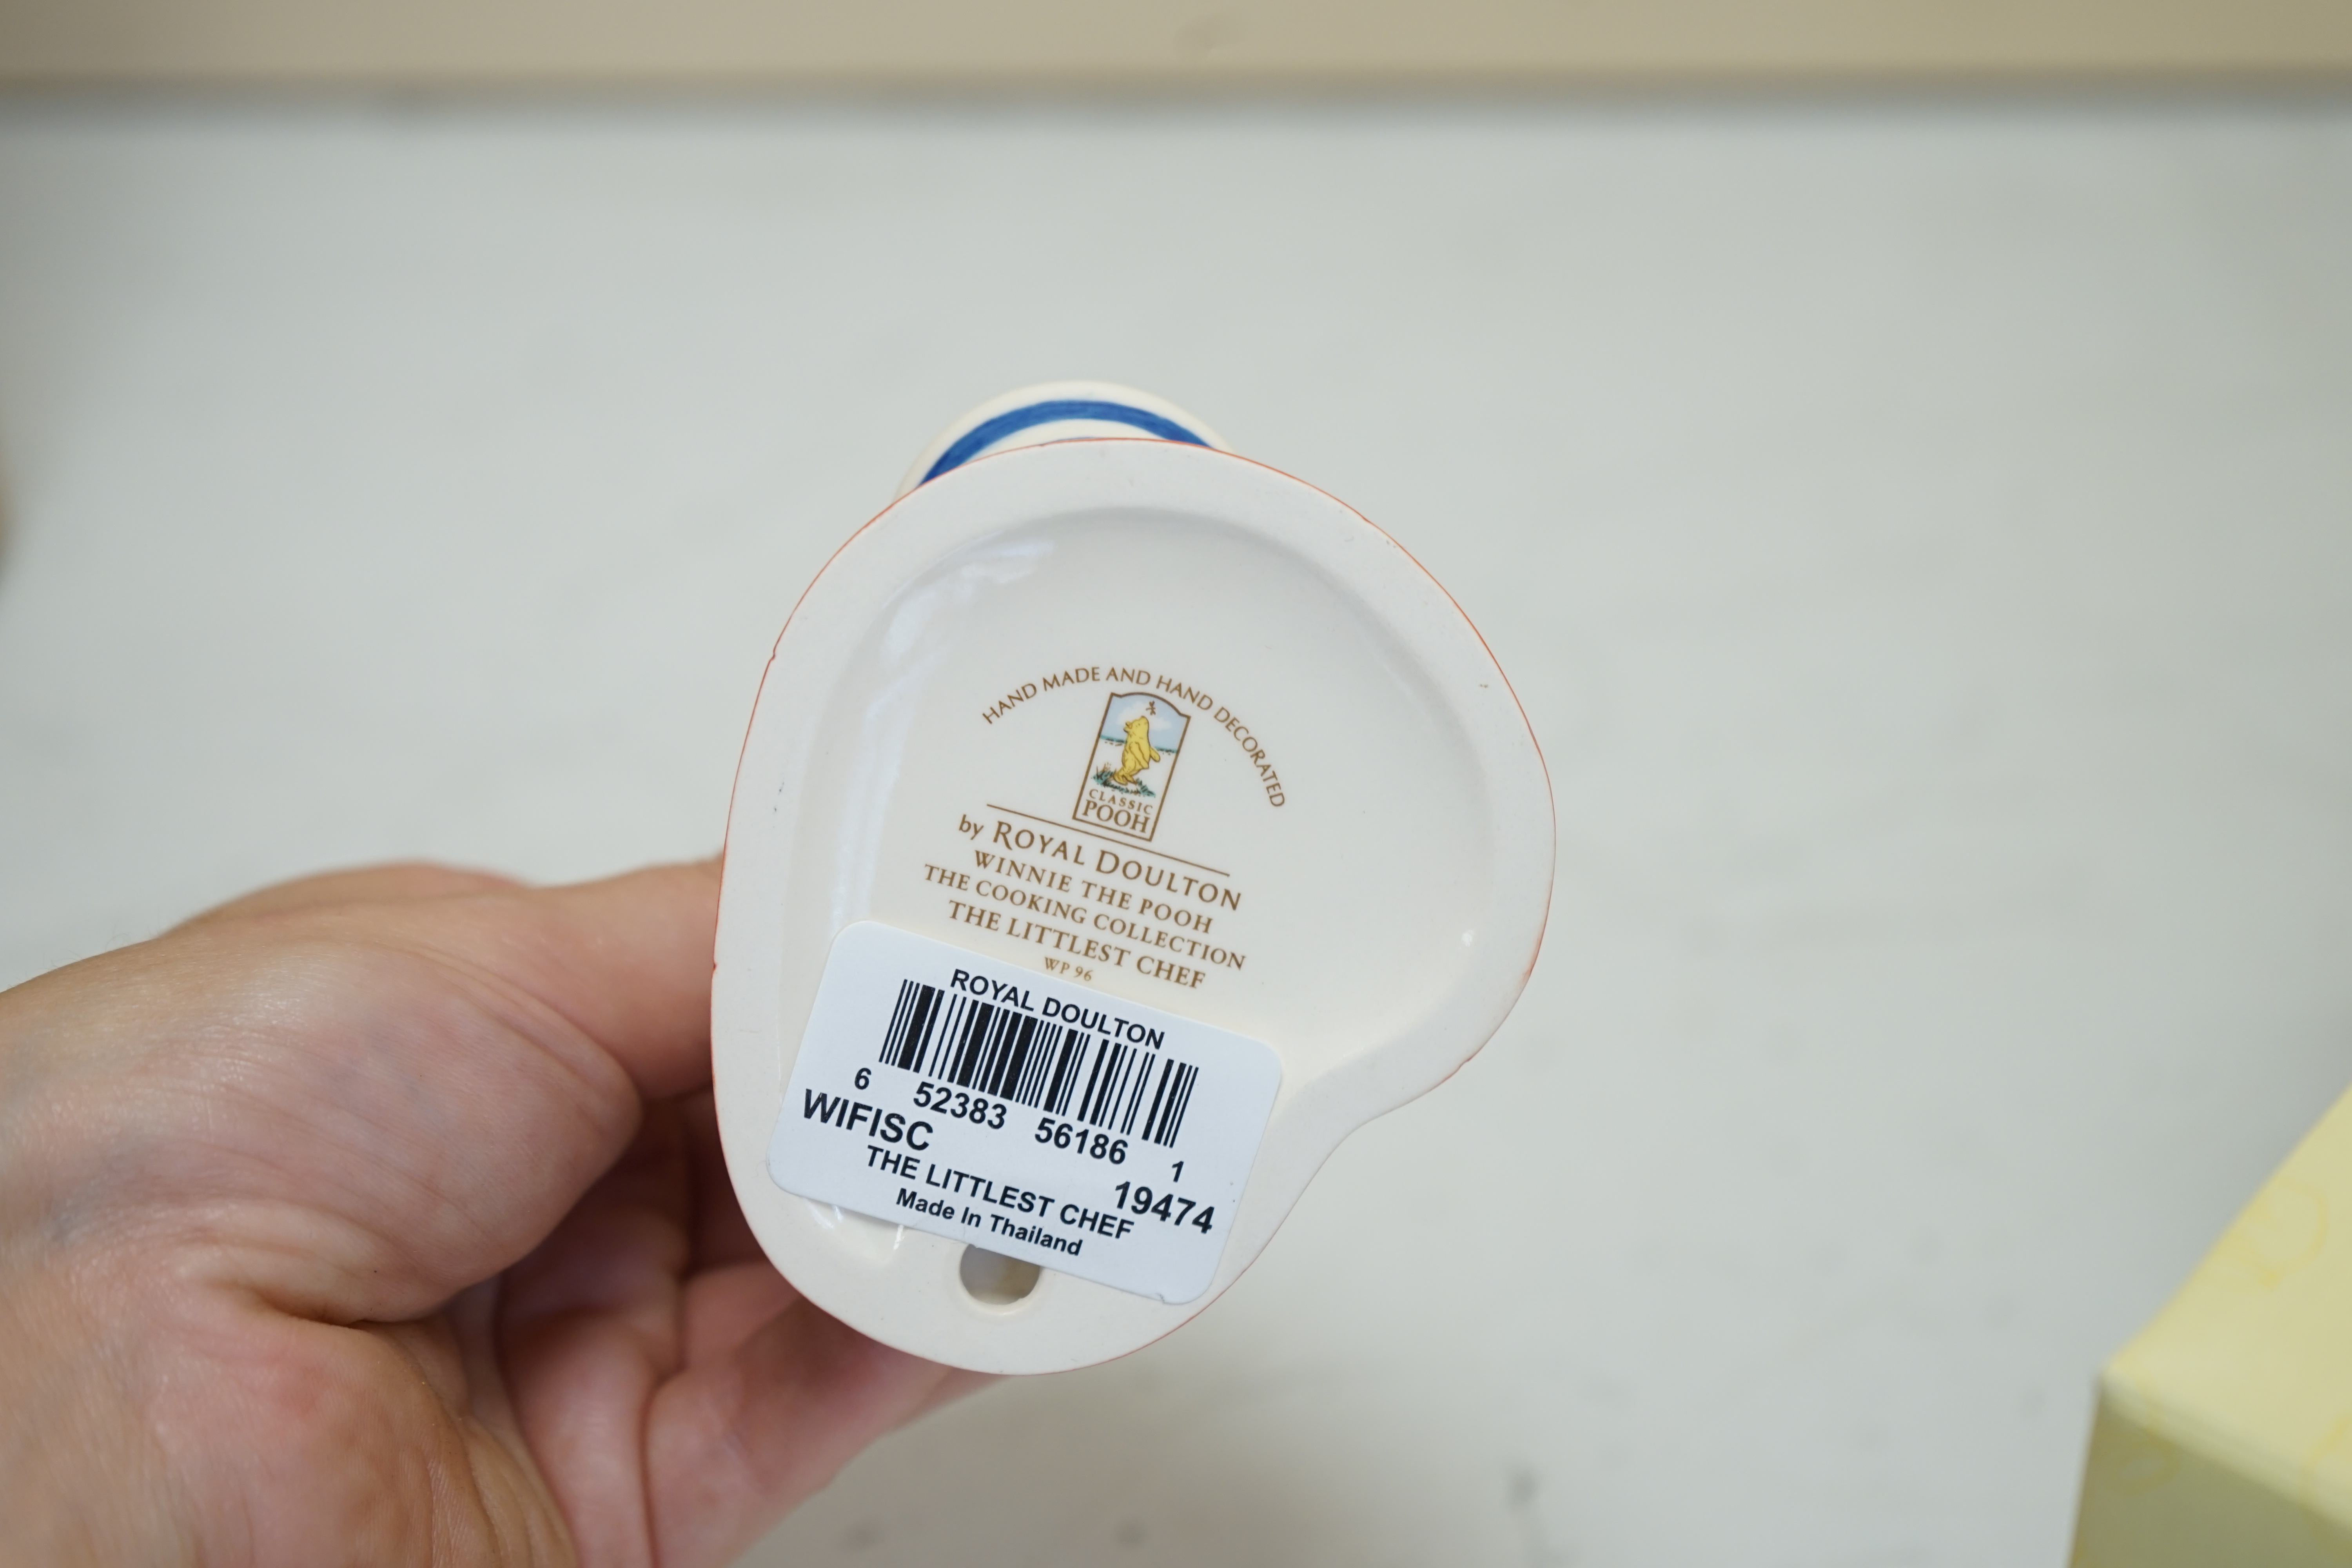 HAND MADE AND HAND DECORATED
CLASSIC
POOH
by ROYAL DOULTON
WINNIE THE POOH
THE COOKING COLLECTION
THE LITTLEST CHEF
WP 96
ROYAL DOULTON
6 52383 56186 1
WIFISC 19474
THE LITTLEST CHEF
Made In Thailand